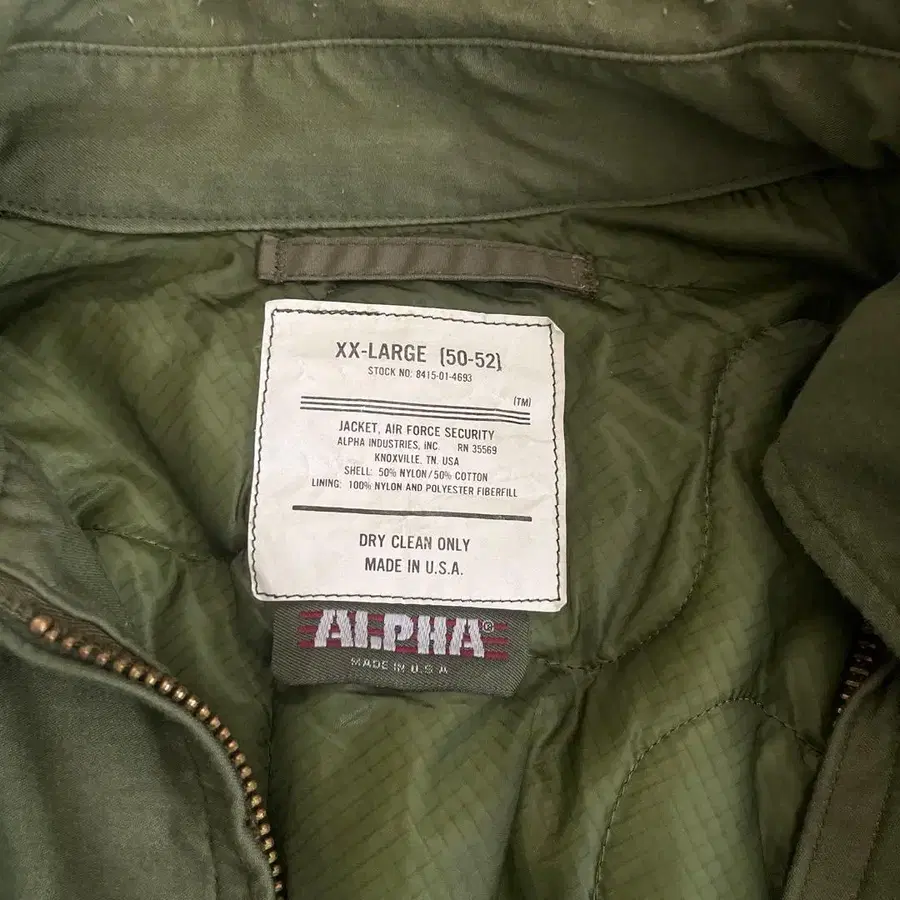 XX-LARGE (50-52)
STOCK NO: 8415-01-4693
(TM)
JACKET, AIR FORCE SECURITY
ALPHA INDUSTRIES, INC. RN 35569
KNOXVILLE, TN. USA
SHELL: 50% NYLON/50% COTTON
LINING: 100% NYLON AND POLYESTER FIBERFILL
DRY CLEAN ONLY
MADE IN U.S.A.
ALPHA®
MADE IN U.S.A